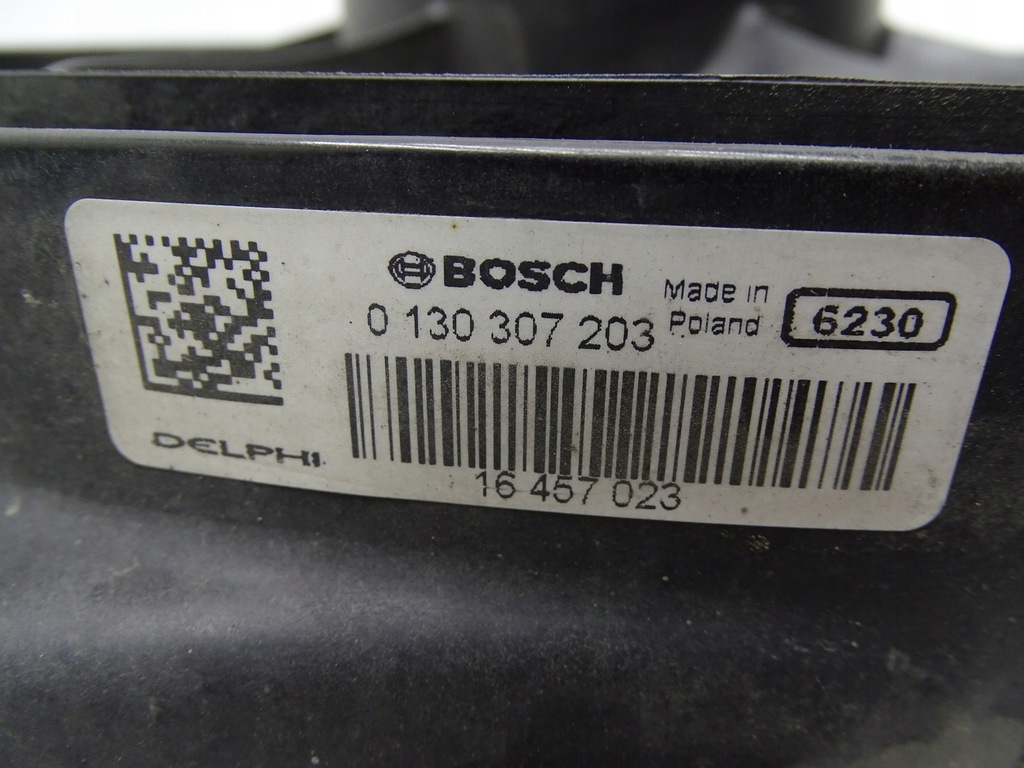 BOSCH
0 130 307 203
Made in
Poland
6230
DELPHI
16 457 023